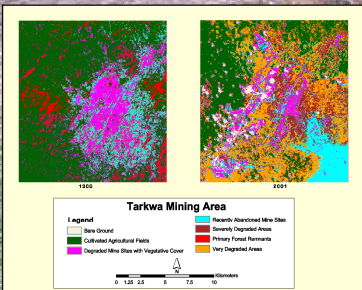 1986 2001
Tarkwa Mining Area
Legend
Bare Ground
Cultivated Agricultural Fields
Degraded Mine Sites with Vegetative Cover
Recently Abandoned Mine Sites
Severely Degraded Areas
Primary Forest Remnants
Very Degraded Areas
N
Kilometers
0 1.25 2.5 5 7.5 10